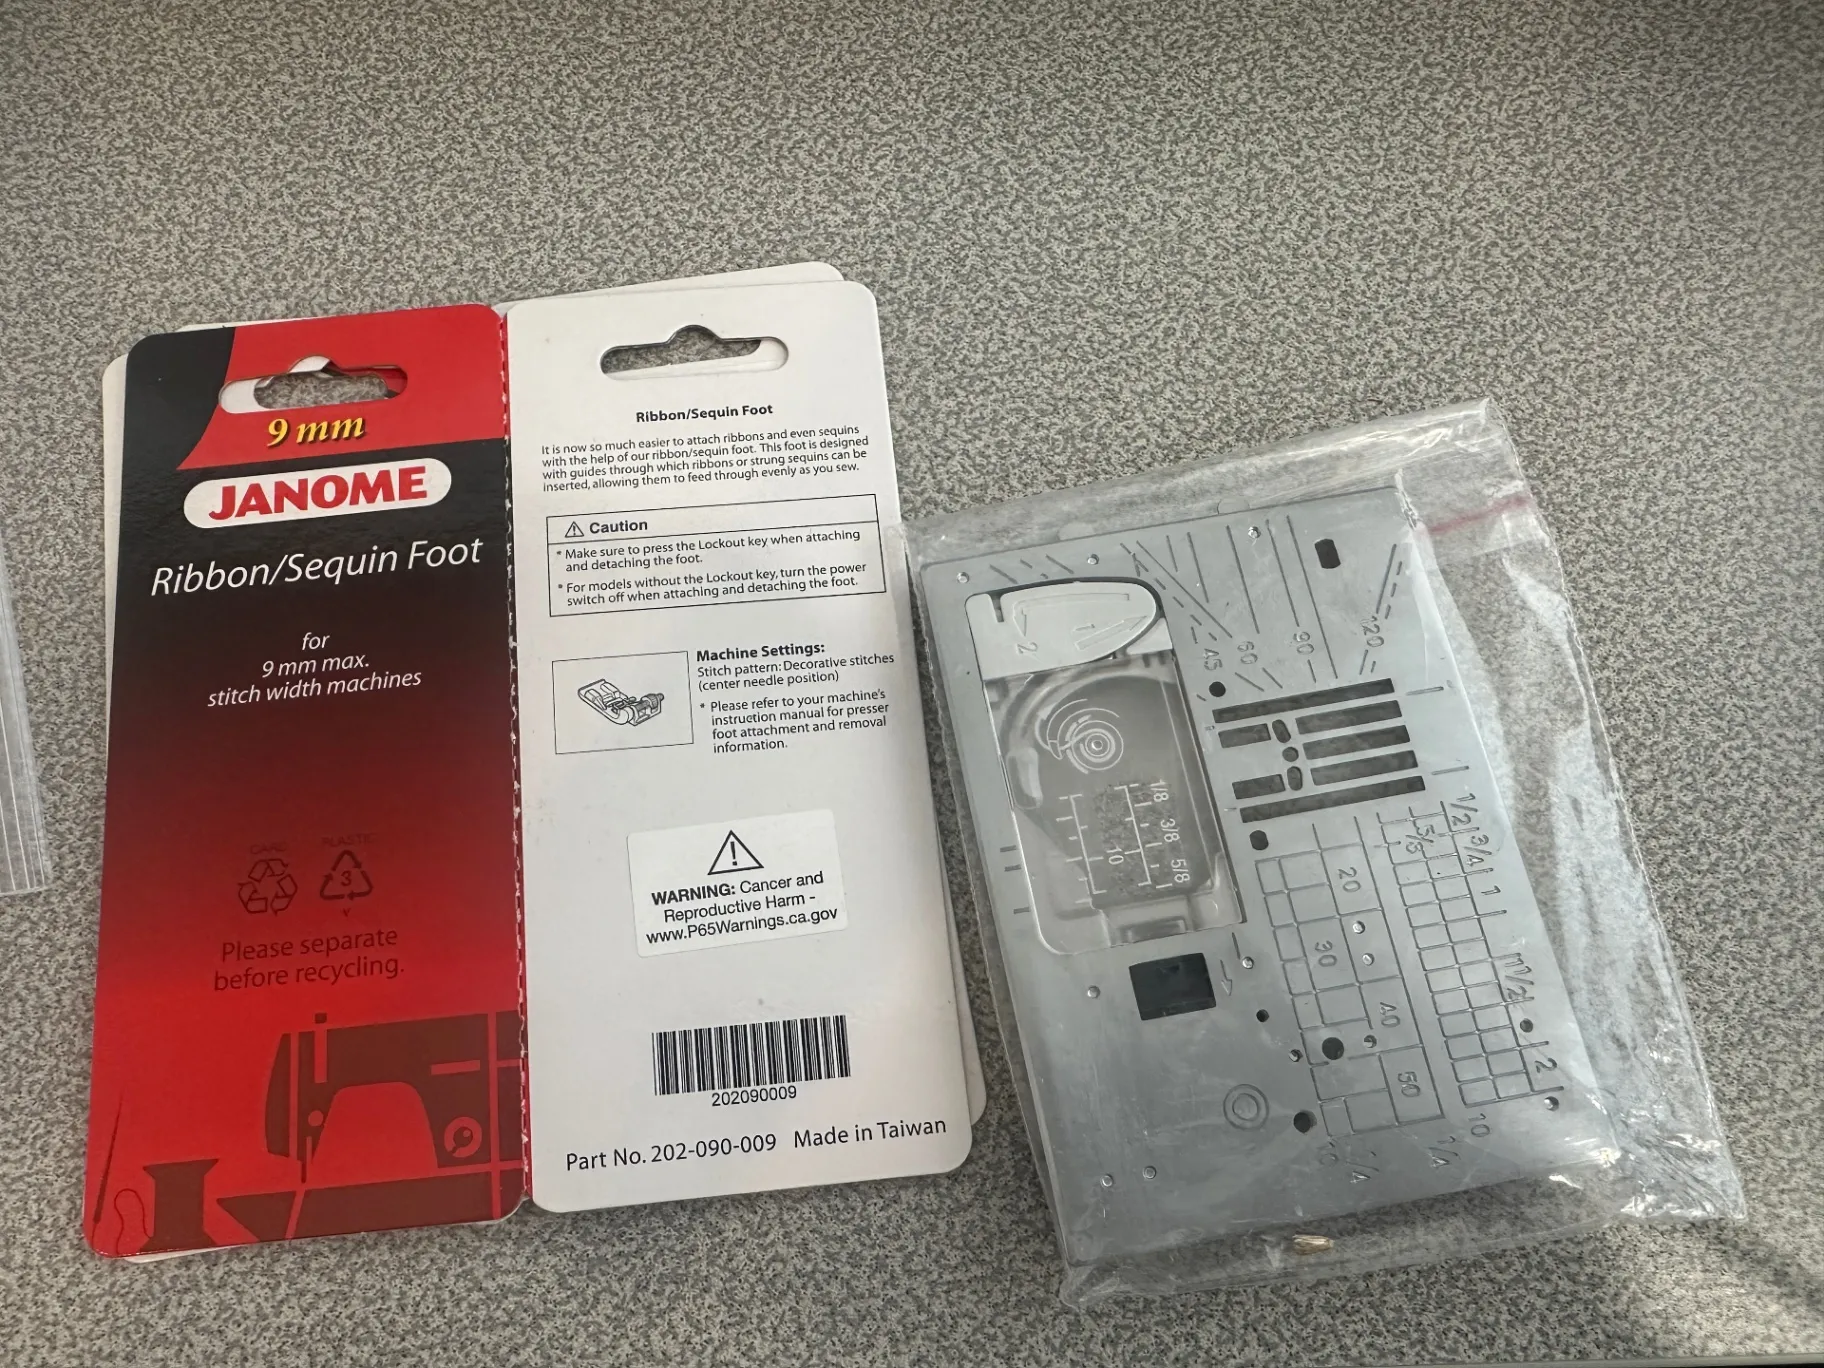 9 mm
JANOME
Ribbon/Sequin Foot
for
9 mm max.
stitch width machines
CARD
PLASTIC
3
V
Please separate
before recycling.
Ribbon/Sequin Foot
It is now so much easier to attach ribbons and even sequins
with the help of our ribbon/sequin foot. This foot is designed
with guides through which ribbons or strung sequins can be
inserted, allowing them to feed through evenly as you sew.
Caution
* Make sure to press the Lockout key when attaching
and detaching the foot.
* For models without the Lockout key, turn the power
switch off when attaching and detaching the foot.
Machine Settings:
Stitch pattern: Decorative stitches
(center needle position)
* Please refer to your machine's
instruction manual for presser
foot attachment and removal
information.
WARNING: Cancer and
Reproductive Harm -
www.P65Warnings.ca.gov
202090009
Part No. 202-090-009 Made in Taiwan
2
1
45
60
90
120
1/8
3/8
5/8
10
1/2
3/4
1
5/8
20
30
40
50
1 1/2
2
10
1/4
1/4